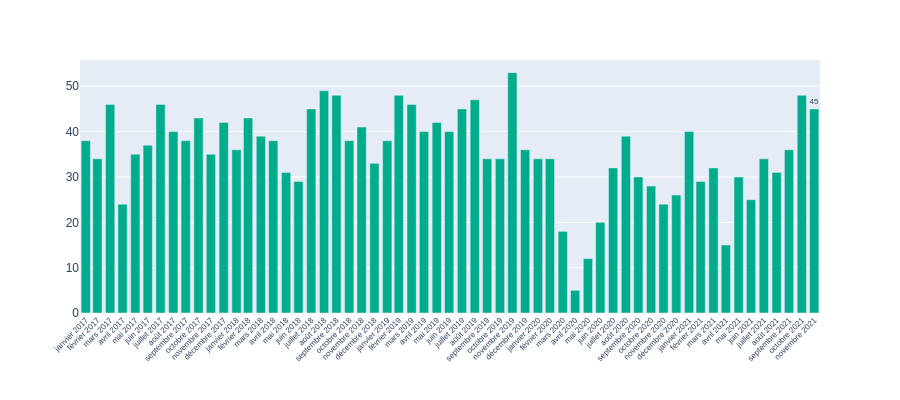 50
40
30
20
10
0
45
janvier 2017
février 2017
mars 2017
avril 2017
mai 2017
juin 2017
juillet 2017
août 2017
septembre 2017
octobre 2017
novembre 2017
décembre 2017
janvier 2018
février 2018
mars 2018
avril 2018
mai 2018
juin 2018
juillet 2018
août 2018
septembre 2018
octobre 2018
novembre 2018
décembre 2018
janvier 2019
février 2019
mars 2019
avril 2019
mai 2019
juin 2019
juillet 2019
août 2019
septembre 2019
octobre 2019
novembre 2019
décembre 2019
janvier 2020
février 2020
mars 2020
avril 2020
mai 2020
juin 2020
juillet 2020
août 2020
septembre 2020
octobre 2020
novembre 2020
décembre 2020
janvier 2021
février 2021
mars 2021
avril 2021
mai 2021
juin 2021
juillet 2021
août 2021
septembre 2021
octobre 2021
novembre 2021